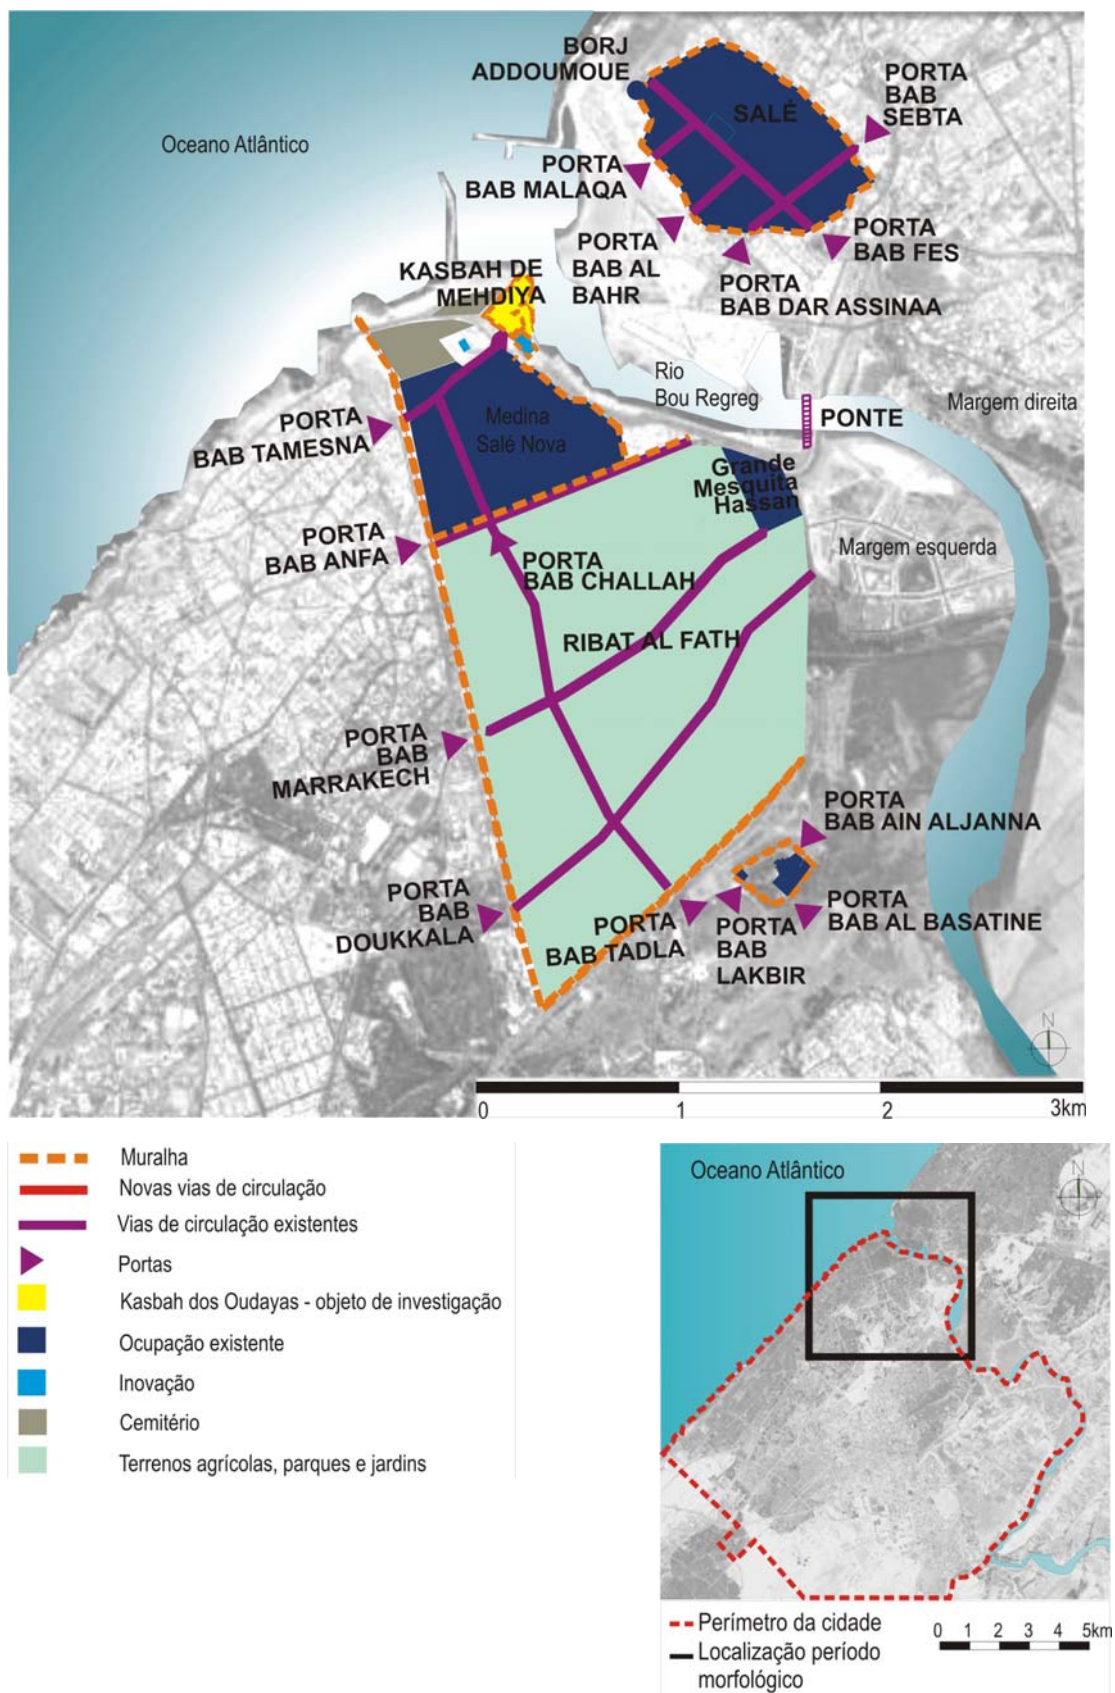 BORJ
ADDOUMOUE
PORTA
BAB
SEBTA
SALÉ
Oceano Atlântico
PORTA
BAB MALAQA
PORTA
BAB AL
BAHR
PORTA
BAB FES
PORTA
BAB DAR ASSINAA
KASBAH DE
MEHDIYA
Rio
Bou Regreg
Margem direita
PONTE
PORTA
BAB TAMESNA
Medina
Salé Nova
Grande
Mesquita
Hassan
PORTA
BAB ANFA
PORTA
BAB CHALLAH
Margem esquerda
RIBAT AL FATH
PORTA
BAB
MARRAKECH
PORTA
BAB AIN ALJANNA
PORTA
BAB
DOUKKALA
PORTA
BAB TADLA
PORTA
BAB
LAKBIR
PORTA
BAB AL BASATINE
N
0 1 2 3km
Muralha
Novas vias de circulação
Vias de circulação existentes
Portas
Kasbah dos Oudayas - objeto de investigação
Ocupação existente
Inovação
Cemitério
Terrenos agrícolas, parques e jardins
Oceano Atlântico
N
Perímetro da cidade
Localização período
morfológico
0 1 2 3 4 5km